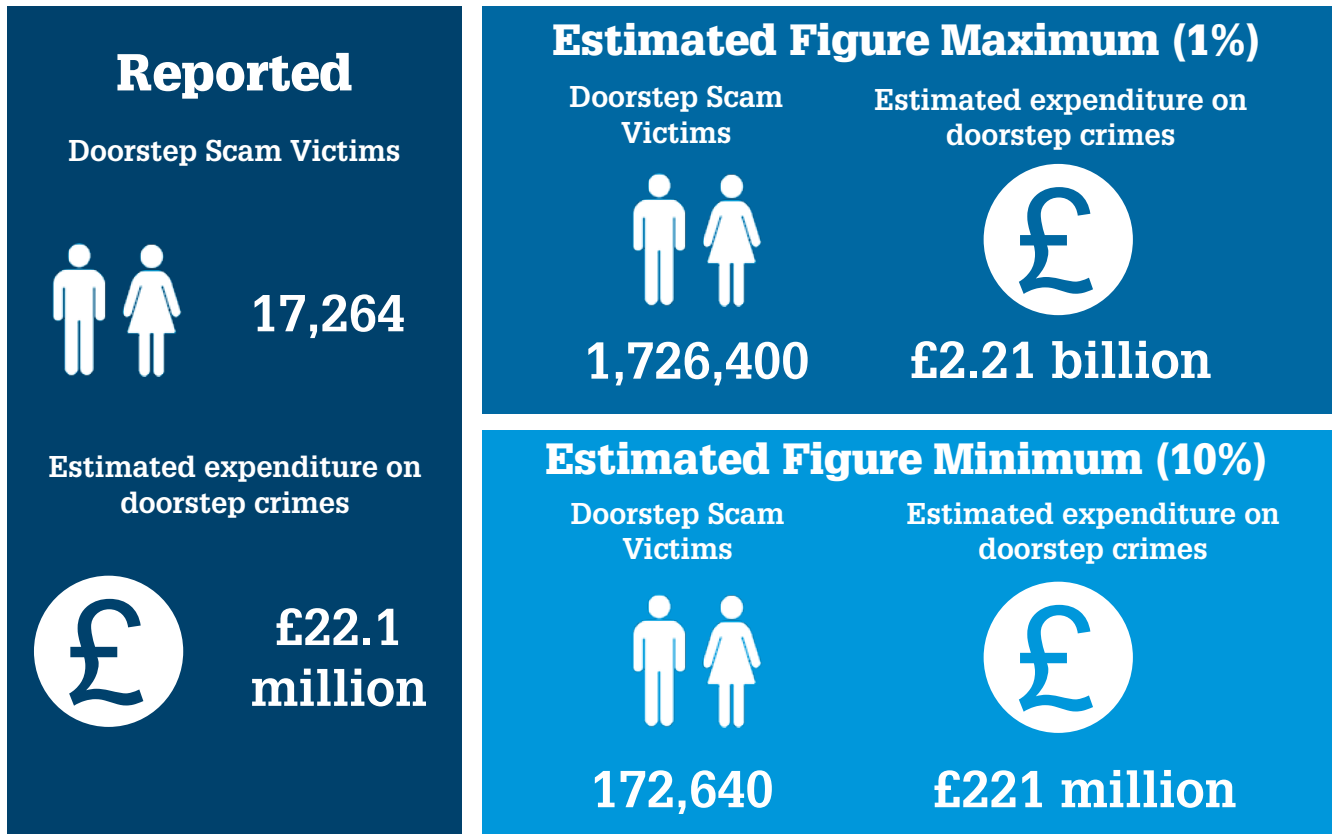 Reported
Doorstep Scam Victims
17,264
Estimated expenditure on
doorstep crimes
£
£22.1
million
Estimated Figure Maximum (1%)
Doorstep Scam
Victims
1,726,400
Estimated expenditure on
doorstep crimes
£
£2.21 billion
Estimated Figure Minimum (10%)
Doorstep Scam
Victims
172,640
Estimated expenditure on
doorstep crimes
£
£221 million